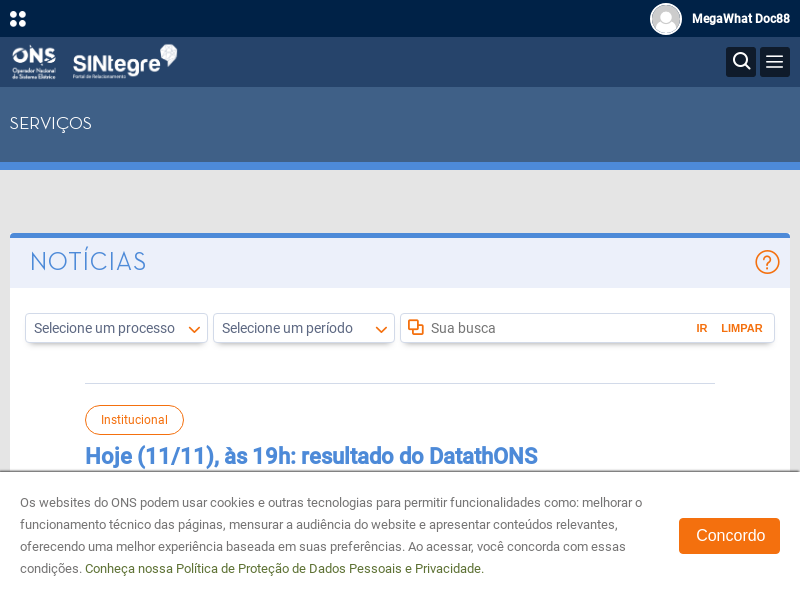 MegaWhat Doc88
ONS
Operador Nacional
do Sistema Elétrico
SINtegre
Portal de Relacionamento
SERVIÇOS
NOTÍCIAS
?
Selecione um processo
Selecione um período
Sua busca
IR
LIMPAR
Institucional
Hoje (11/11), às 19h: resultado do DatathONS
Os websites do ONS podem usar cookies e outras tecnologias para permitir funcionalidades como: melhorar o
funcionamento técnico das páginas, mensurar a audiência do website e apresentar conteúdos relevantes,
oferecendo uma melhor experiência baseada em suas preferências. Ao acessar, você concorda com essas
condições. Conheça nossa Política de Proteção de Dados Pessoais e Privacidade.
Concordo